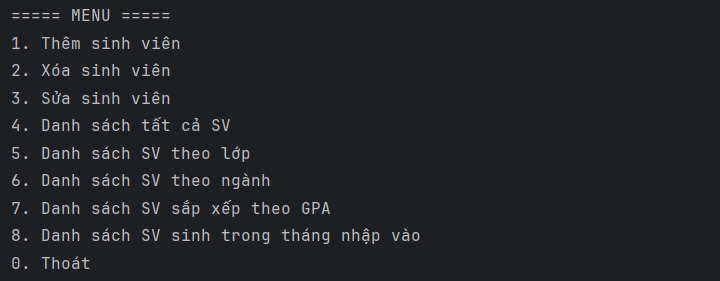 ===== MENU =====
1. Thêm sinh viên
2. Xóa sinh viên
3. Sửa sinh viên
4. Danh sách tất cả SV
5. Danh sách SV theo lớp
6. Danh sách SV theo ngành
7. Danh sách SV sắp xếp theo GPA
8. Danh sách SV sinh trong tháng nhập vào
0. Thoát